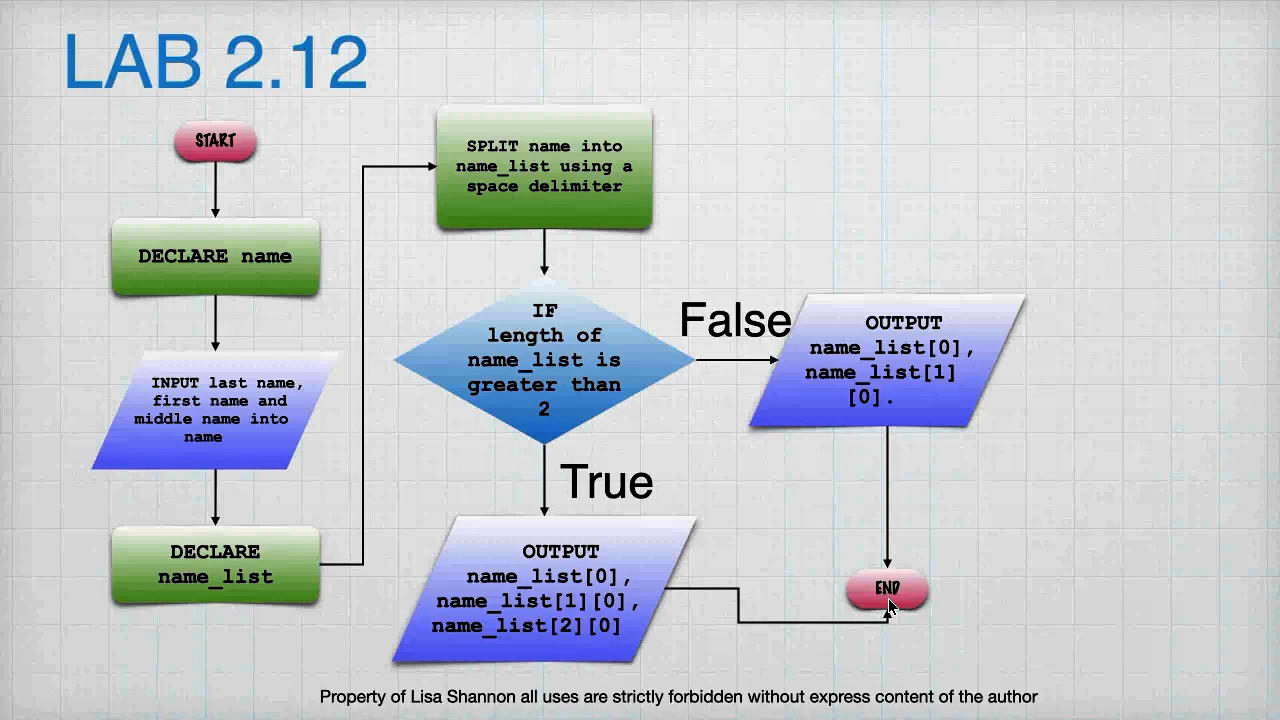 LAB 2.12
START
DECLARE name
INPUT last name,
first name and
middle name into
name
DECLARE
name_list
SPLIT name into
name_list using a
space delimiter
IF
length of
name_list is
greater than
2
False
OUTPUT
name_list[0],
name_list[1]
[0].
True
OUTPUT
name_list[0],
name_list[1][0],
name_list[2][0]
END
Property of Lisa Shannon all uses are strictly forbidden without express content of the author